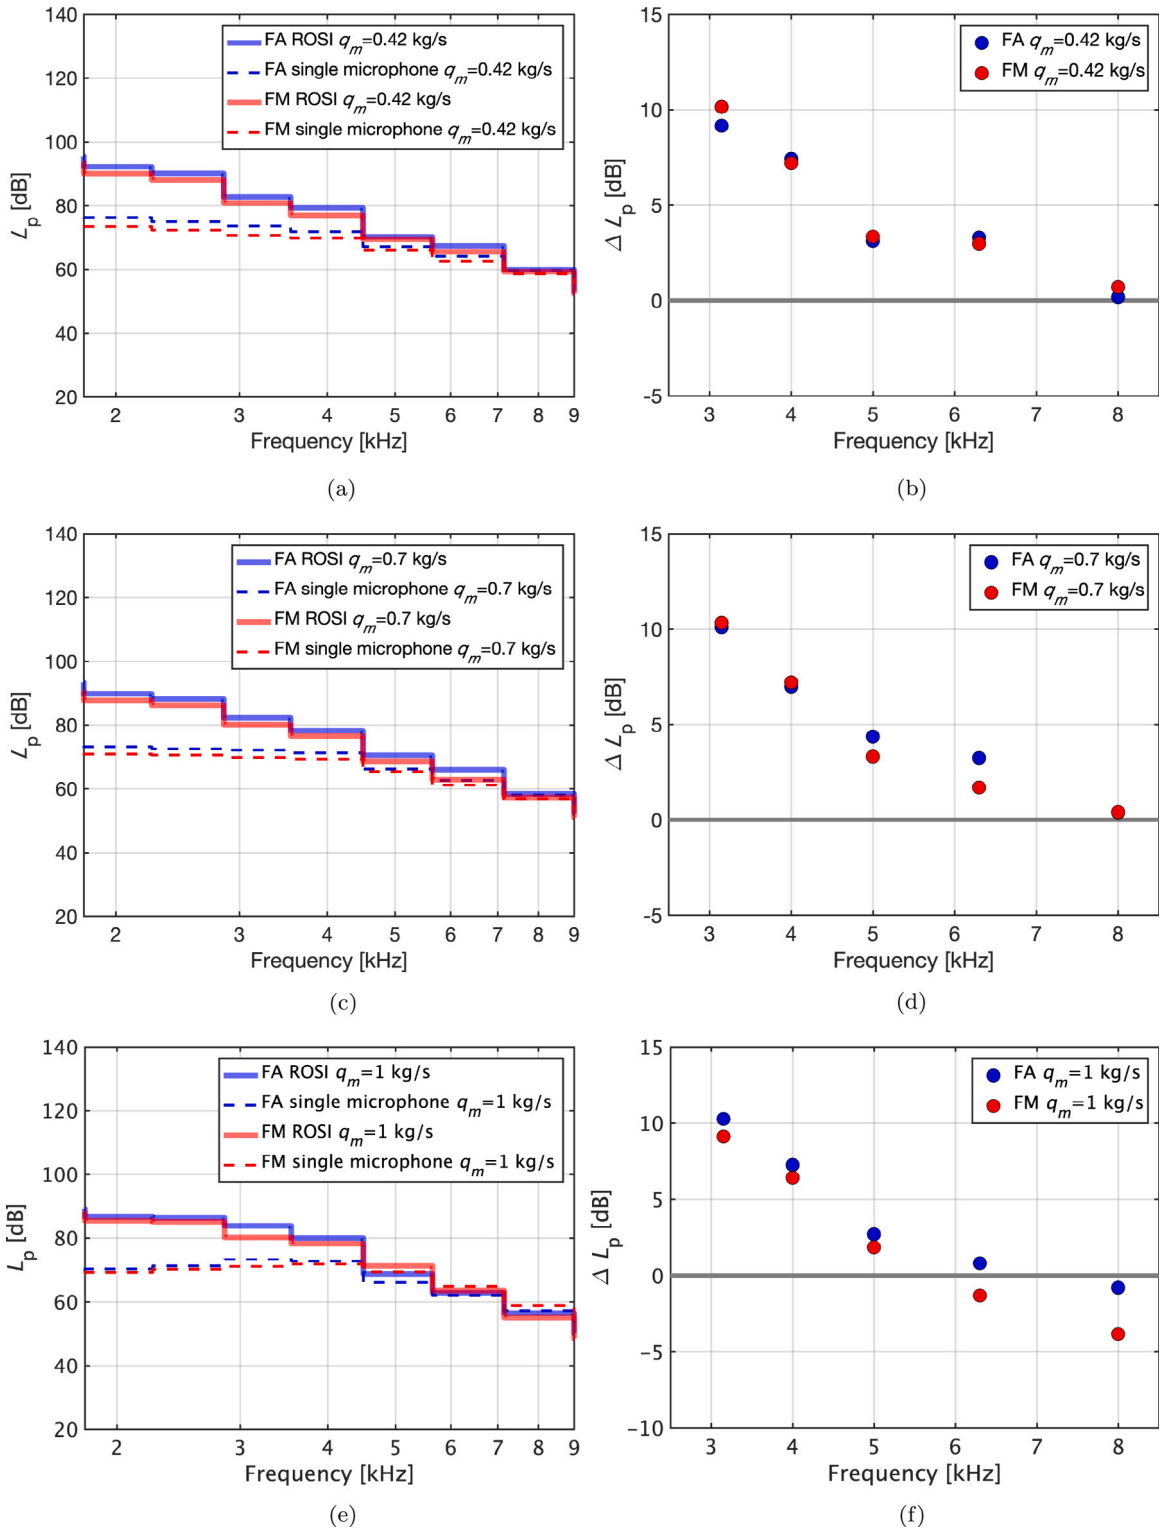 140
120
100
80
60
40
20
L_p [dB]
FA ROSI q_m=0.42 kg/s
FA single microphone q_m=0.42 kg/s
FM ROSI q_m=0.42 kg/s
FM single microphone q_m=0.42 kg/s
2 3 4 5 6 7 8 9
Frequency [kHz]
(a)
15
10
5
0
-5
Δ L_p [dB]
FA q_m=0.42 kg/s
FM q_m=0.42 kg/s
3 4 5 6 7 8
Frequency [kHz]
(b)
140
120
100
80
60
40
20
L_p [dB]
FA ROSI q_m=0.7 kg/s
FA single microphone q_m=0.7 kg/s
FM ROSI q_m=0.7 kg/s
FM single microphone q_m=0.7 kg/s
2 3 4 5 6 7 8 9
Frequency [kHz]
(c)
15
10
5
0
-5
Δ L_p [dB]
FA q_m=0.7 kg/s
FM q_m=0.7 kg/s
3 4 5 6 7 8
Frequency [kHz]
(d)
140
120
100
80
60
40
20
L_p [dB]
FA ROSI q_m=1 kg/s
FA single microphone q_m=1 kg/s
FM ROSI q_m=1 kg/s
FM single microphone q_m=1 kg/s
2 3 4 5 6 7 8 9
Frequency [kHz]
(e)
15
10
5
0
-5
-10
Δ L_p [dB]
FA q_m=1 kg/s
FM q_m=1 kg/s
3 4 5 6 7 8
Frequency [kHz]
(f)